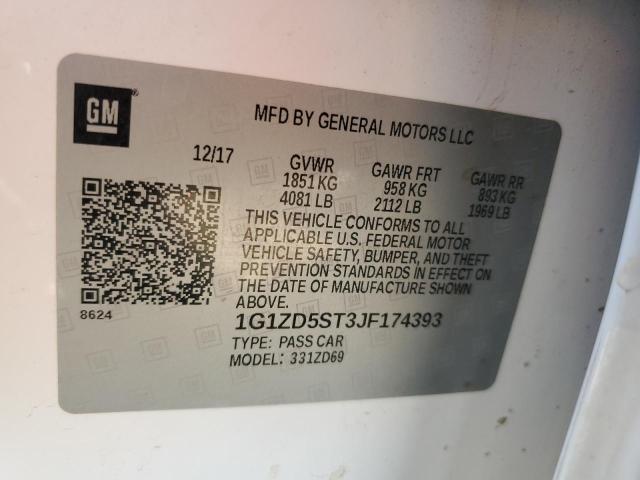 GM
MFD BY GENERAL MOTORS LLC
12/17
GVWR
1851 KG
4081 LB
GAWR FRT
958 KG
2112 LB
GAWR RR
893 KG
1969 LB
THIS VEHICLE CONFORMS TO ALL
APPLICABLE U.S. FEDERAL MOTOR
VEHICLE SAFETY, BUMPER, AND THEFT
PREVENTION STANDARDS IN EFFECT ON
THE DATE OF MANUFACTURE SHOWN
ABOVE.
8624
1G1ZD5ST3JF174393
TYPE: PASS CAR
MODEL: 331ZD69